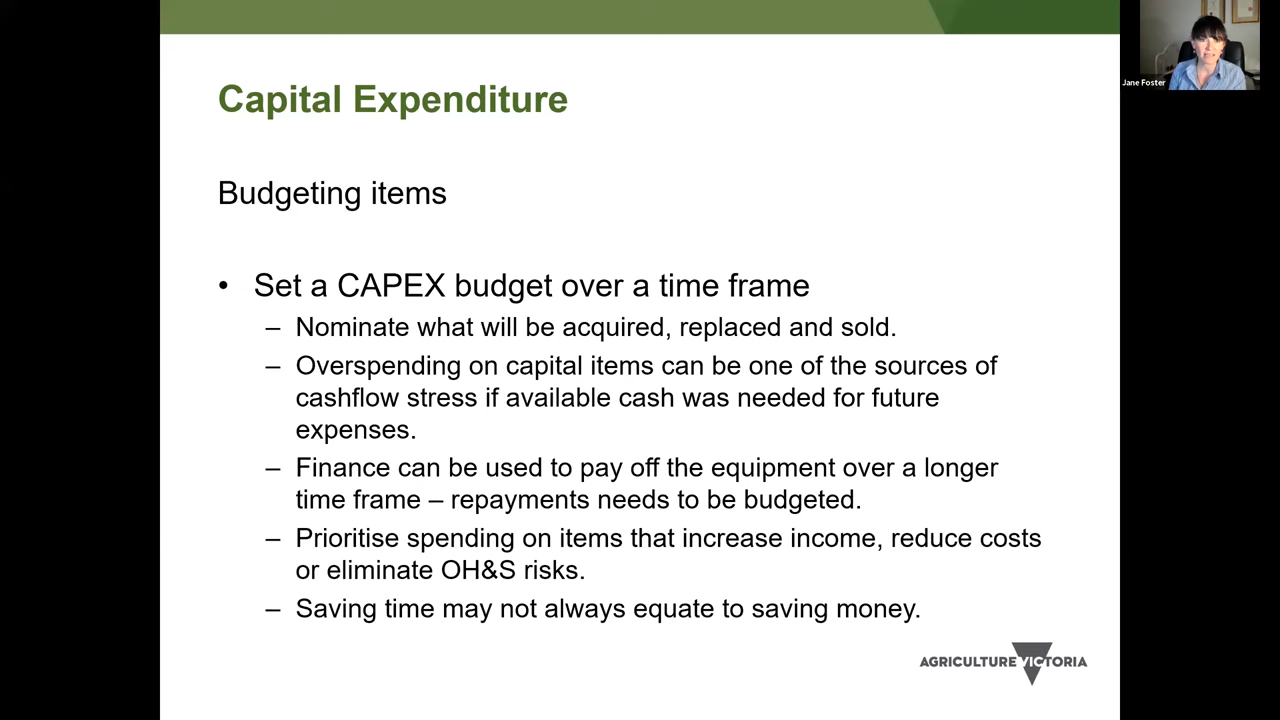 Capital Expenditure
Jane Foster
Budgeting items
• Set a CAPEX budget over a time frame
– Nominate what will be acquired, replaced and sold.
– Overspending on capital items can be one of the sources of
cashflow stress if available cash was needed for future
expenses.
– Finance can be used to pay off the equipment over a longer
time frame – repayments needs to be budgeted.
– Prioritise spending on items that increase income, reduce costs
or eliminate OH&S risks.
– Saving time may not always equate to saving money.
AGRICULTURE VICTORIA